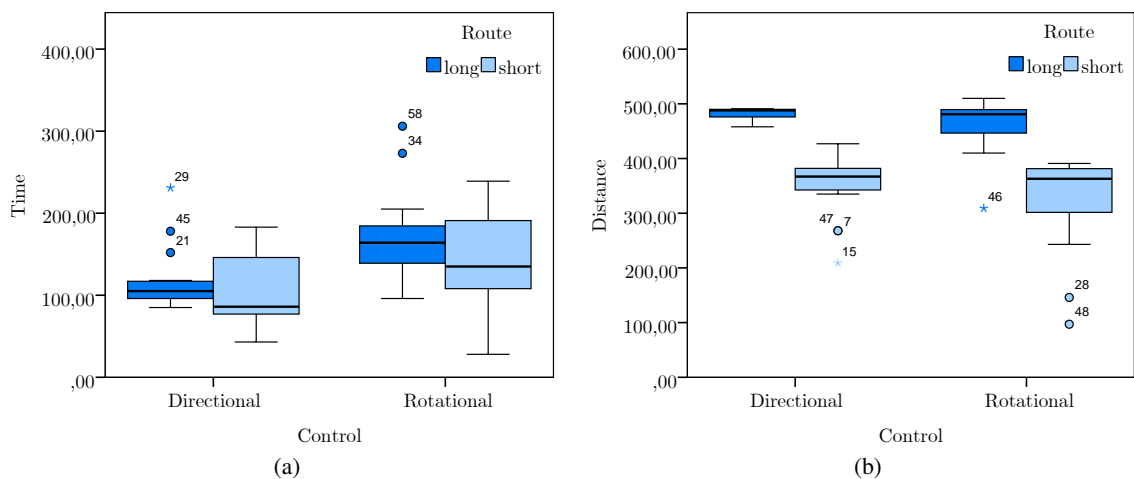 Route
long short
400,00
300,00
200,00
100,00
,00
Time
58
34
29
45
21
Directional
Rotational
Control
(a)
Route
long short
600,00
500,00
400,00
300,00
200,00
100,00
,00
Distance
46
47 7
15
28
48
Directional
Rotational
Control
(b)